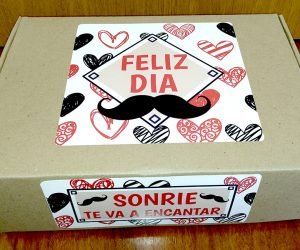 FELIZ
DIA
SONRIE
TE VA A ENCANTAR